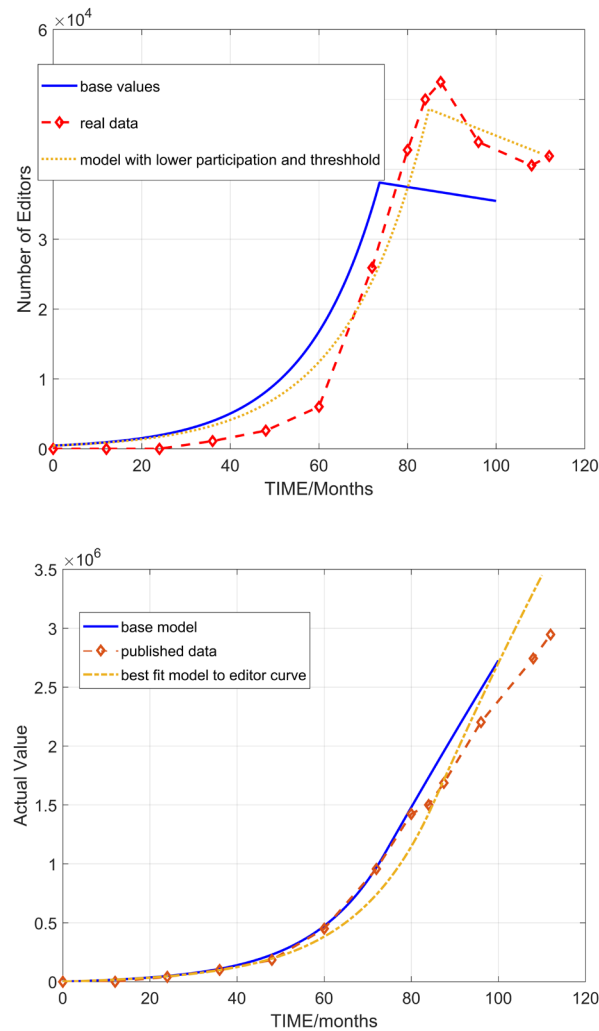 ×10⁴
6
base values
real data
model with lower participation and threshhold
3
2
1
0
Number of Editors
0 20 40 60 80 100 120
TIME/Months
×10⁶
3.5
3
2.5
2
1.5
1
0.5
0
base model
published data
best fit model to editor curve
Actual Value
0 20 40 60 80 100 120
TIME/months